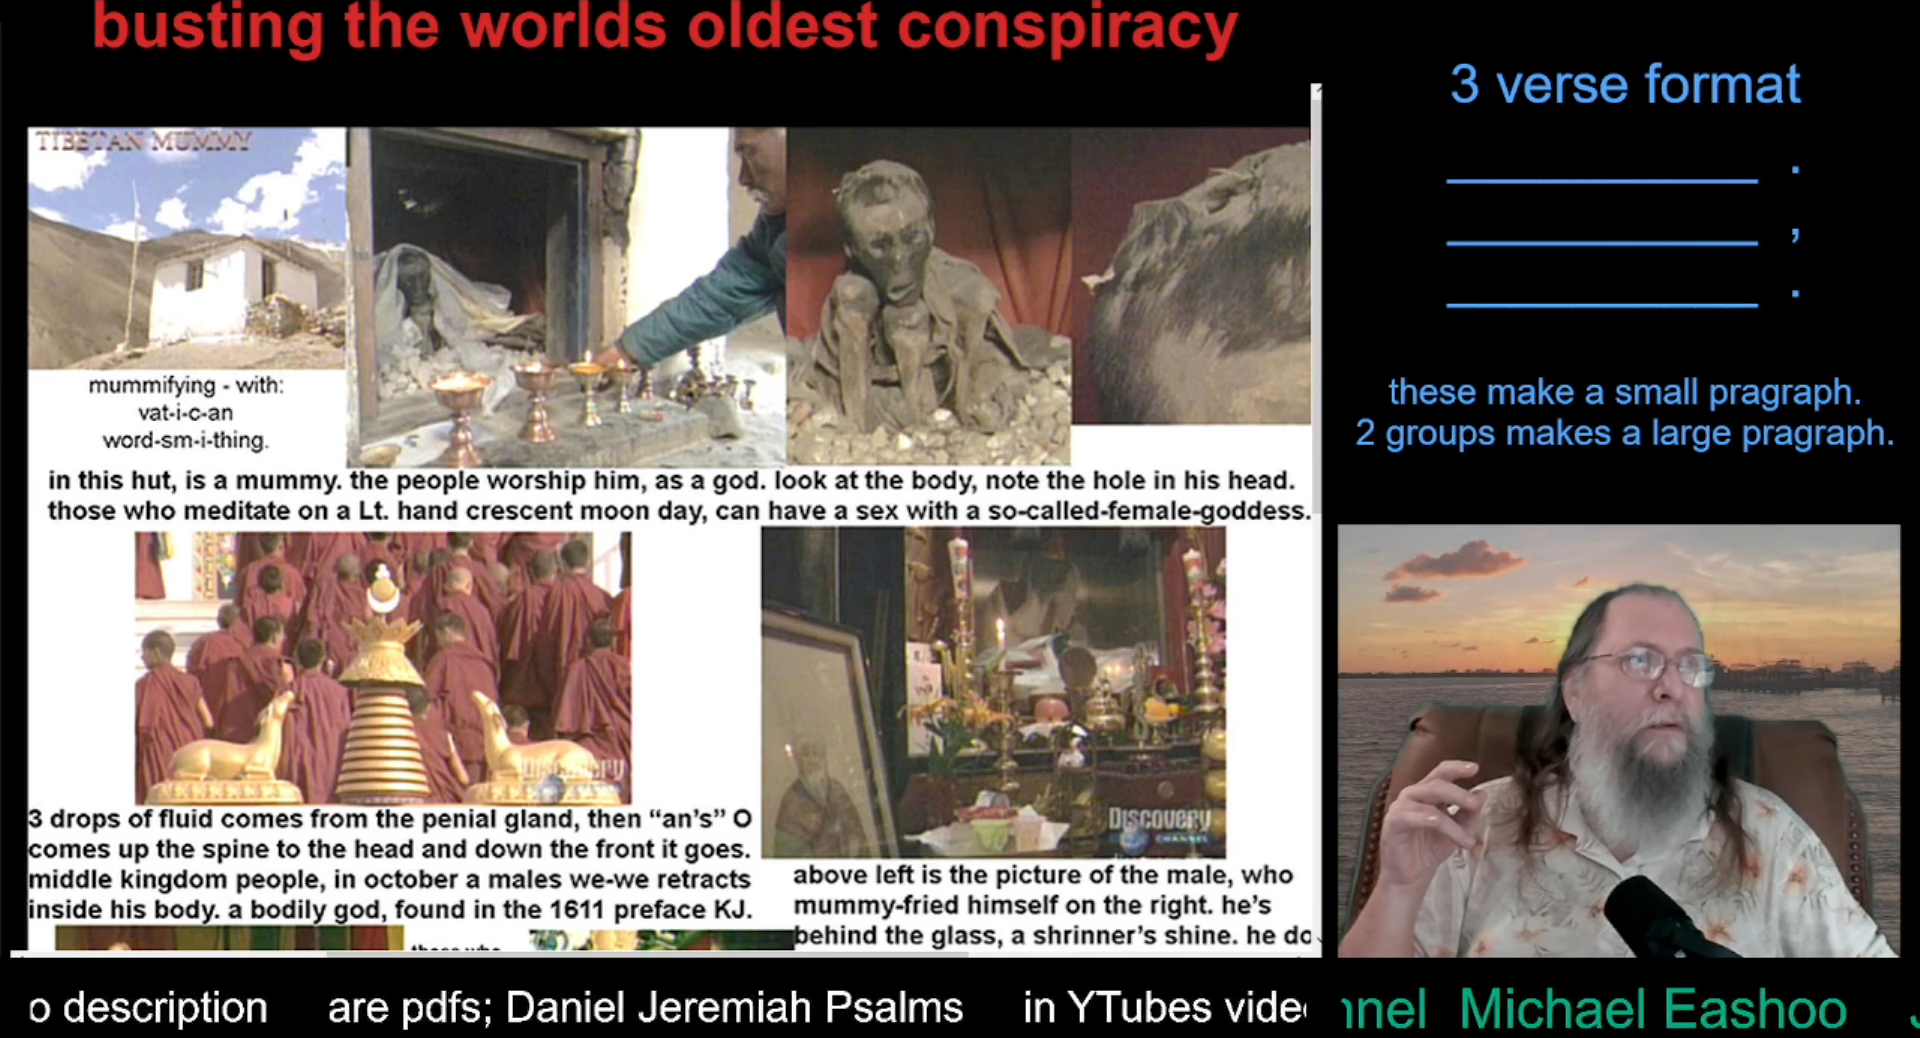 busting the worlds oldest conspiracy
TIBETAN MUMMY
mummifying - with:
vat-i-c-an
word-sm-i-thing.
in this hut, is a mummy. the people worship him, as a god. look at the body, note the hole in his head.
those who meditate on a Lt. hand crescent moon day, can have a sex with a so-called-female-goddess.
Discovery
3 drops of fluid comes from the penial gland, then “an’s” O
comes up the spine to the head and down the front it goes.
middle kingdom people, in october a males we-we retracts
inside his body. a bodily god, found in the 1611 preface KJ.
Discovery
CHANNEL
above left is the picture of the male, who
mummy-fried himself on the right. he’s
behind the glass, a shrinner’s shine. he do
3 verse format
____________ .
____________ ,
____________ .
these make a small pragraph.
2 groups makes a large pragraph.
o description are pdfs; Daniel Jeremiah Psalms in YTubes vide
nnel Michael Eashoo